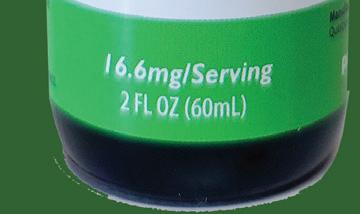 16.6mg/Serving
2 FL OZ (60mL)